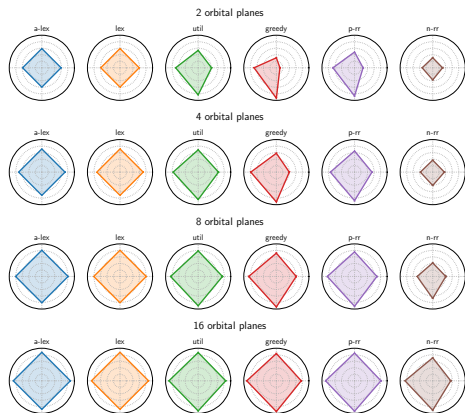 2 orbital planes
a-lex lex util greedy p-rr n-rr
4 orbital planes
a-lex lex util greedy p-rr n-rr
8 orbital planes
a-lex lex util greedy p-rr n-rr
16 orbital planes
a-lex lex util greedy p-rr n-rr